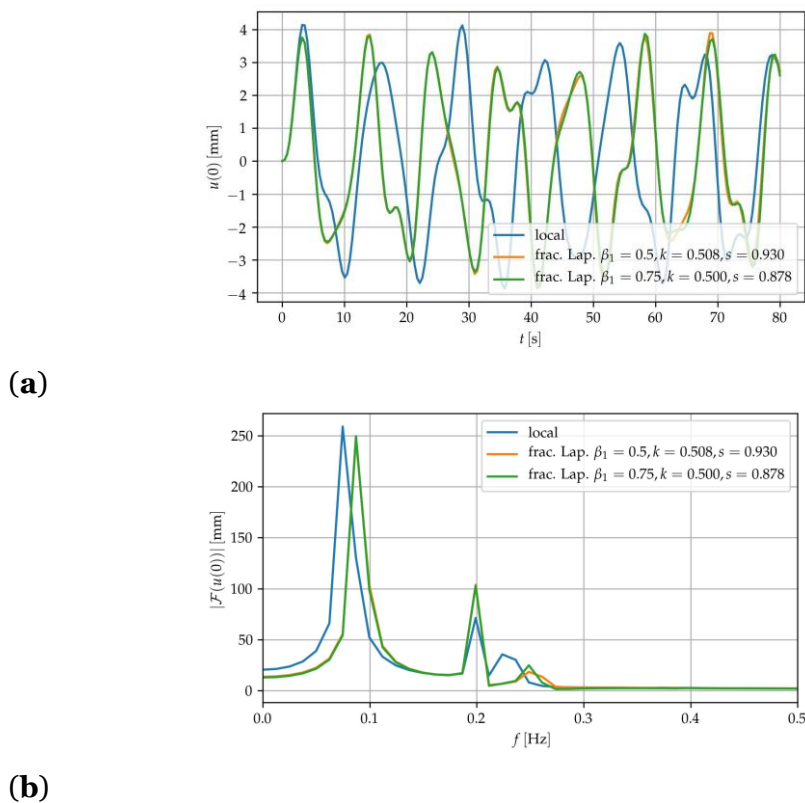 4
3
2
1
0
−1
−2
−3
−4
u(0) [mm]
local
frac. Lap. β₁ = 0.5, k = 0.508, s = 0.930
frac. Lap. β₁ = 0.75, k = 0.500, s = 0.878
0 10 20 30 40 50 60 70 80
t [s]
(a)
250
200
150
100
50
0
|ℱ(u(0))| [mm]
local
frac. Lap. β₁ = 0.5, k = 0.508, s = 0.930
frac. Lap. β₁ = 0.75, k = 0.500, s = 0.878
0.0 0.1 0.2 0.3 0.4 0.5
f [Hz]
(b)